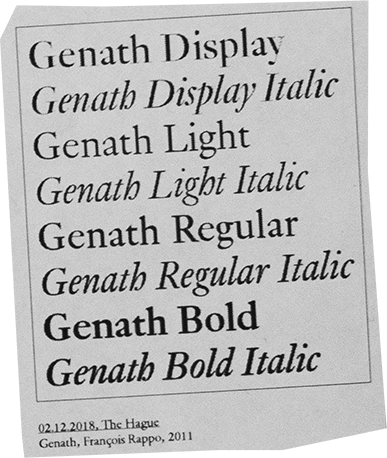 Genath Display
Genath Display Italic
Genath Light
Genath Light Italic
Genath Regular
Genath Regular Italic
Genath Bold
Genath Bold Italic
02.12.2018, The Hague
Genath, François Rappo, 2011